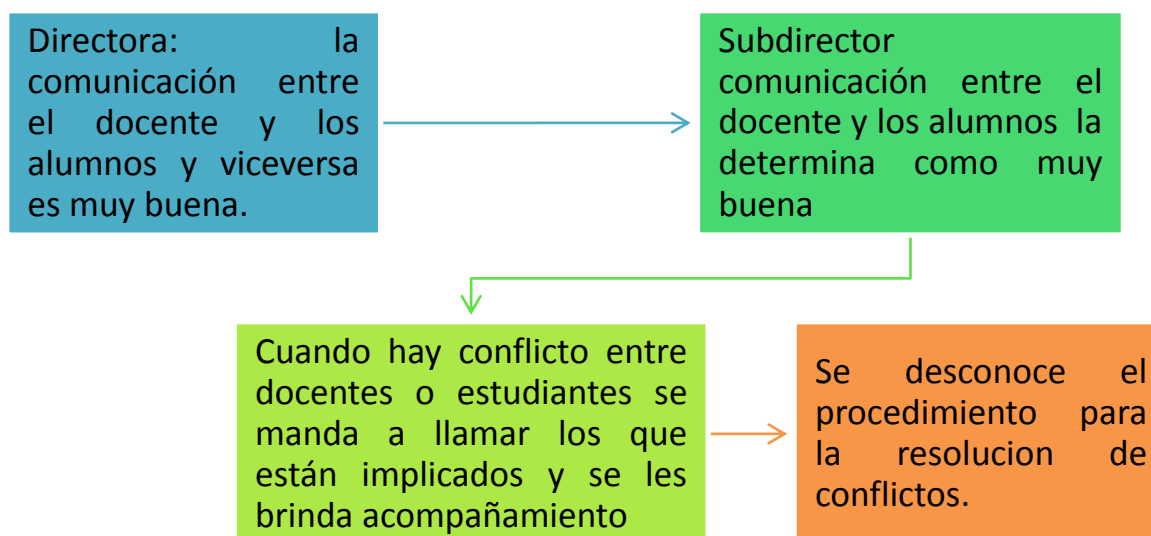 Directora: la
comunicación entre
el docente y los
alumnos y viceversa
es muy buena.
Subdirector
comunicación entre el
docente y los alumnos la
determina como muy
buena
Cuando hay conflicto entre
docentes o estudiantes se
manda a llamar los que
están implicados y se les
brinda acompañamiento
Se desconoce el
procedimiento para
la resolucion de
conflictos.